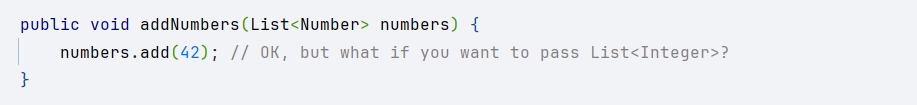 public void addNumbers(List<Number> numbers) {
    numbers.add(42); // OK, but what if you want to pass List<Integer>?
}